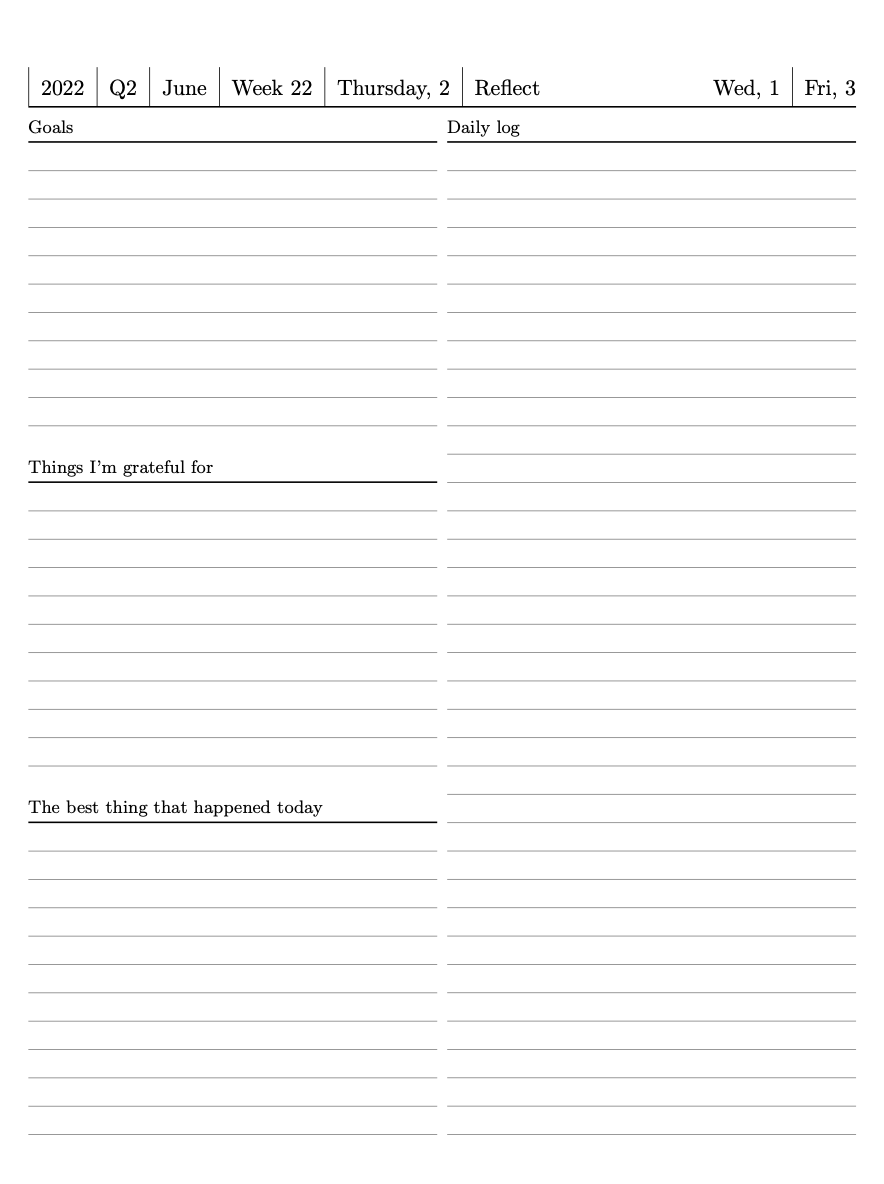 2022 Q2 June Week 22 Thursday, 2 Reflect Wed, 1 Fri, 3
Goals
Things I'm grateful for
The best thing that happened today
Daily log